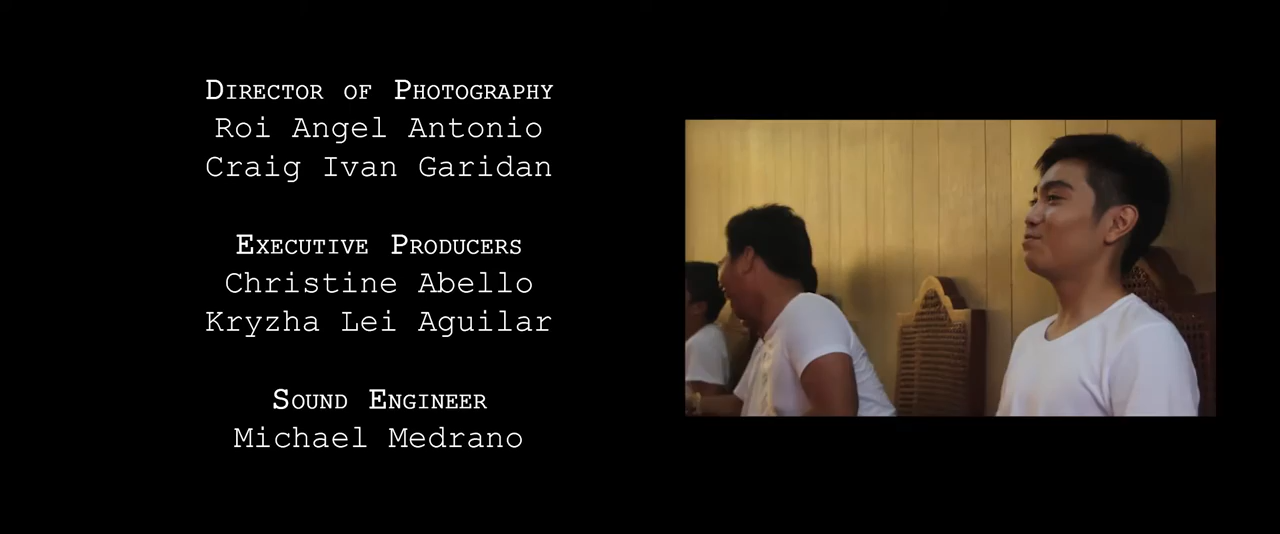 Director of Photography
Roi Angel Antonio
Craig Ivan Garidan
Executive Producers
Christine Abello
Kryzha Lei Aguilar
Sound Engineer
Michael Medrano